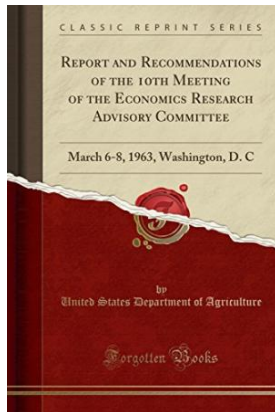 CLASSIC REPRINT SERIES
REPORT AND RECOMMENDATIONS
OF THE 10TH MEETING
OF THE ECONOMICS RESEARCH
ADVISORY COMMITTEE
March 6-8, 1963, Washington, D. C
by
United States Department of Agriculture
Forgotten Books